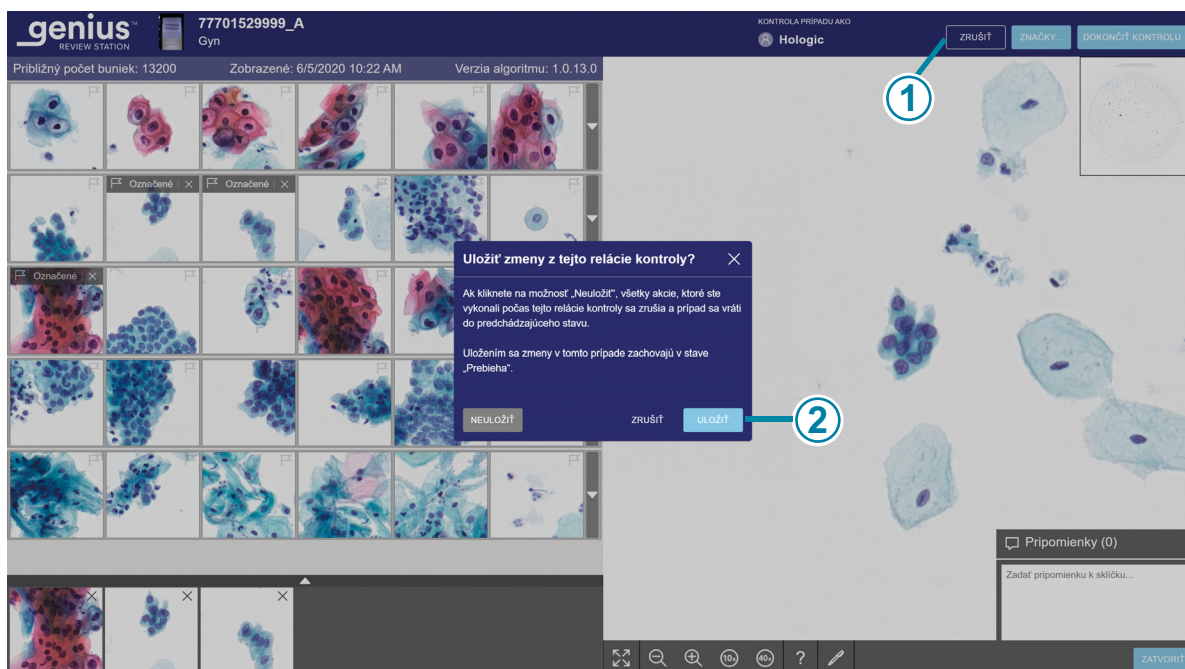 genius™
REVIEW STATION
77701529999_A
Gyn
KONTROLA PRÍPADU AKO
Hologic
ZRUŠIŤ
ZNAČKY...
DOKONČIŤ KONTROLU
1
Približný počet buniek: 13200
Zobrazené: 6/5/2020 10:22 AM
Verzia algoritmu: 1.0.13.0
Označené
Označené
Označené
Uložiť zmeny z tejto relácie kontroly?
Ak kliknete na možnosť „Neuložiť", všetky akcie, ktoré ste
vykonali počas tejto relácie kontroly sa zrušia a prípad sa vráti
do predchádzajúceho stavu.
Uložením sa zmeny v tomto prípade zachovajú v stave
„Prebieha".
NEULOŽIŤ
ZRUŠIŤ
ULOŽIŤ
2
Pripomienky (0)
Zadať pripomienku k sklíčku...
10x
40x
?
ZATVORIŤ